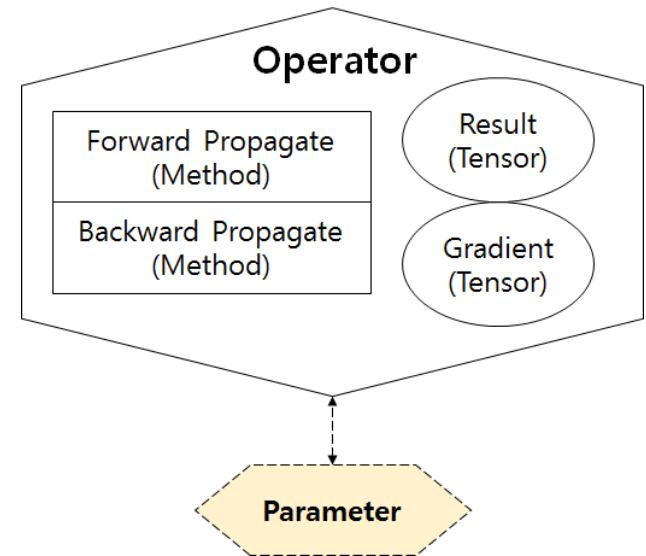 Operator
Forward Propagate
(Method)
Backward Propagate
(Method)
Result
(Tensor)
Gradient
(Tensor)
Parameter